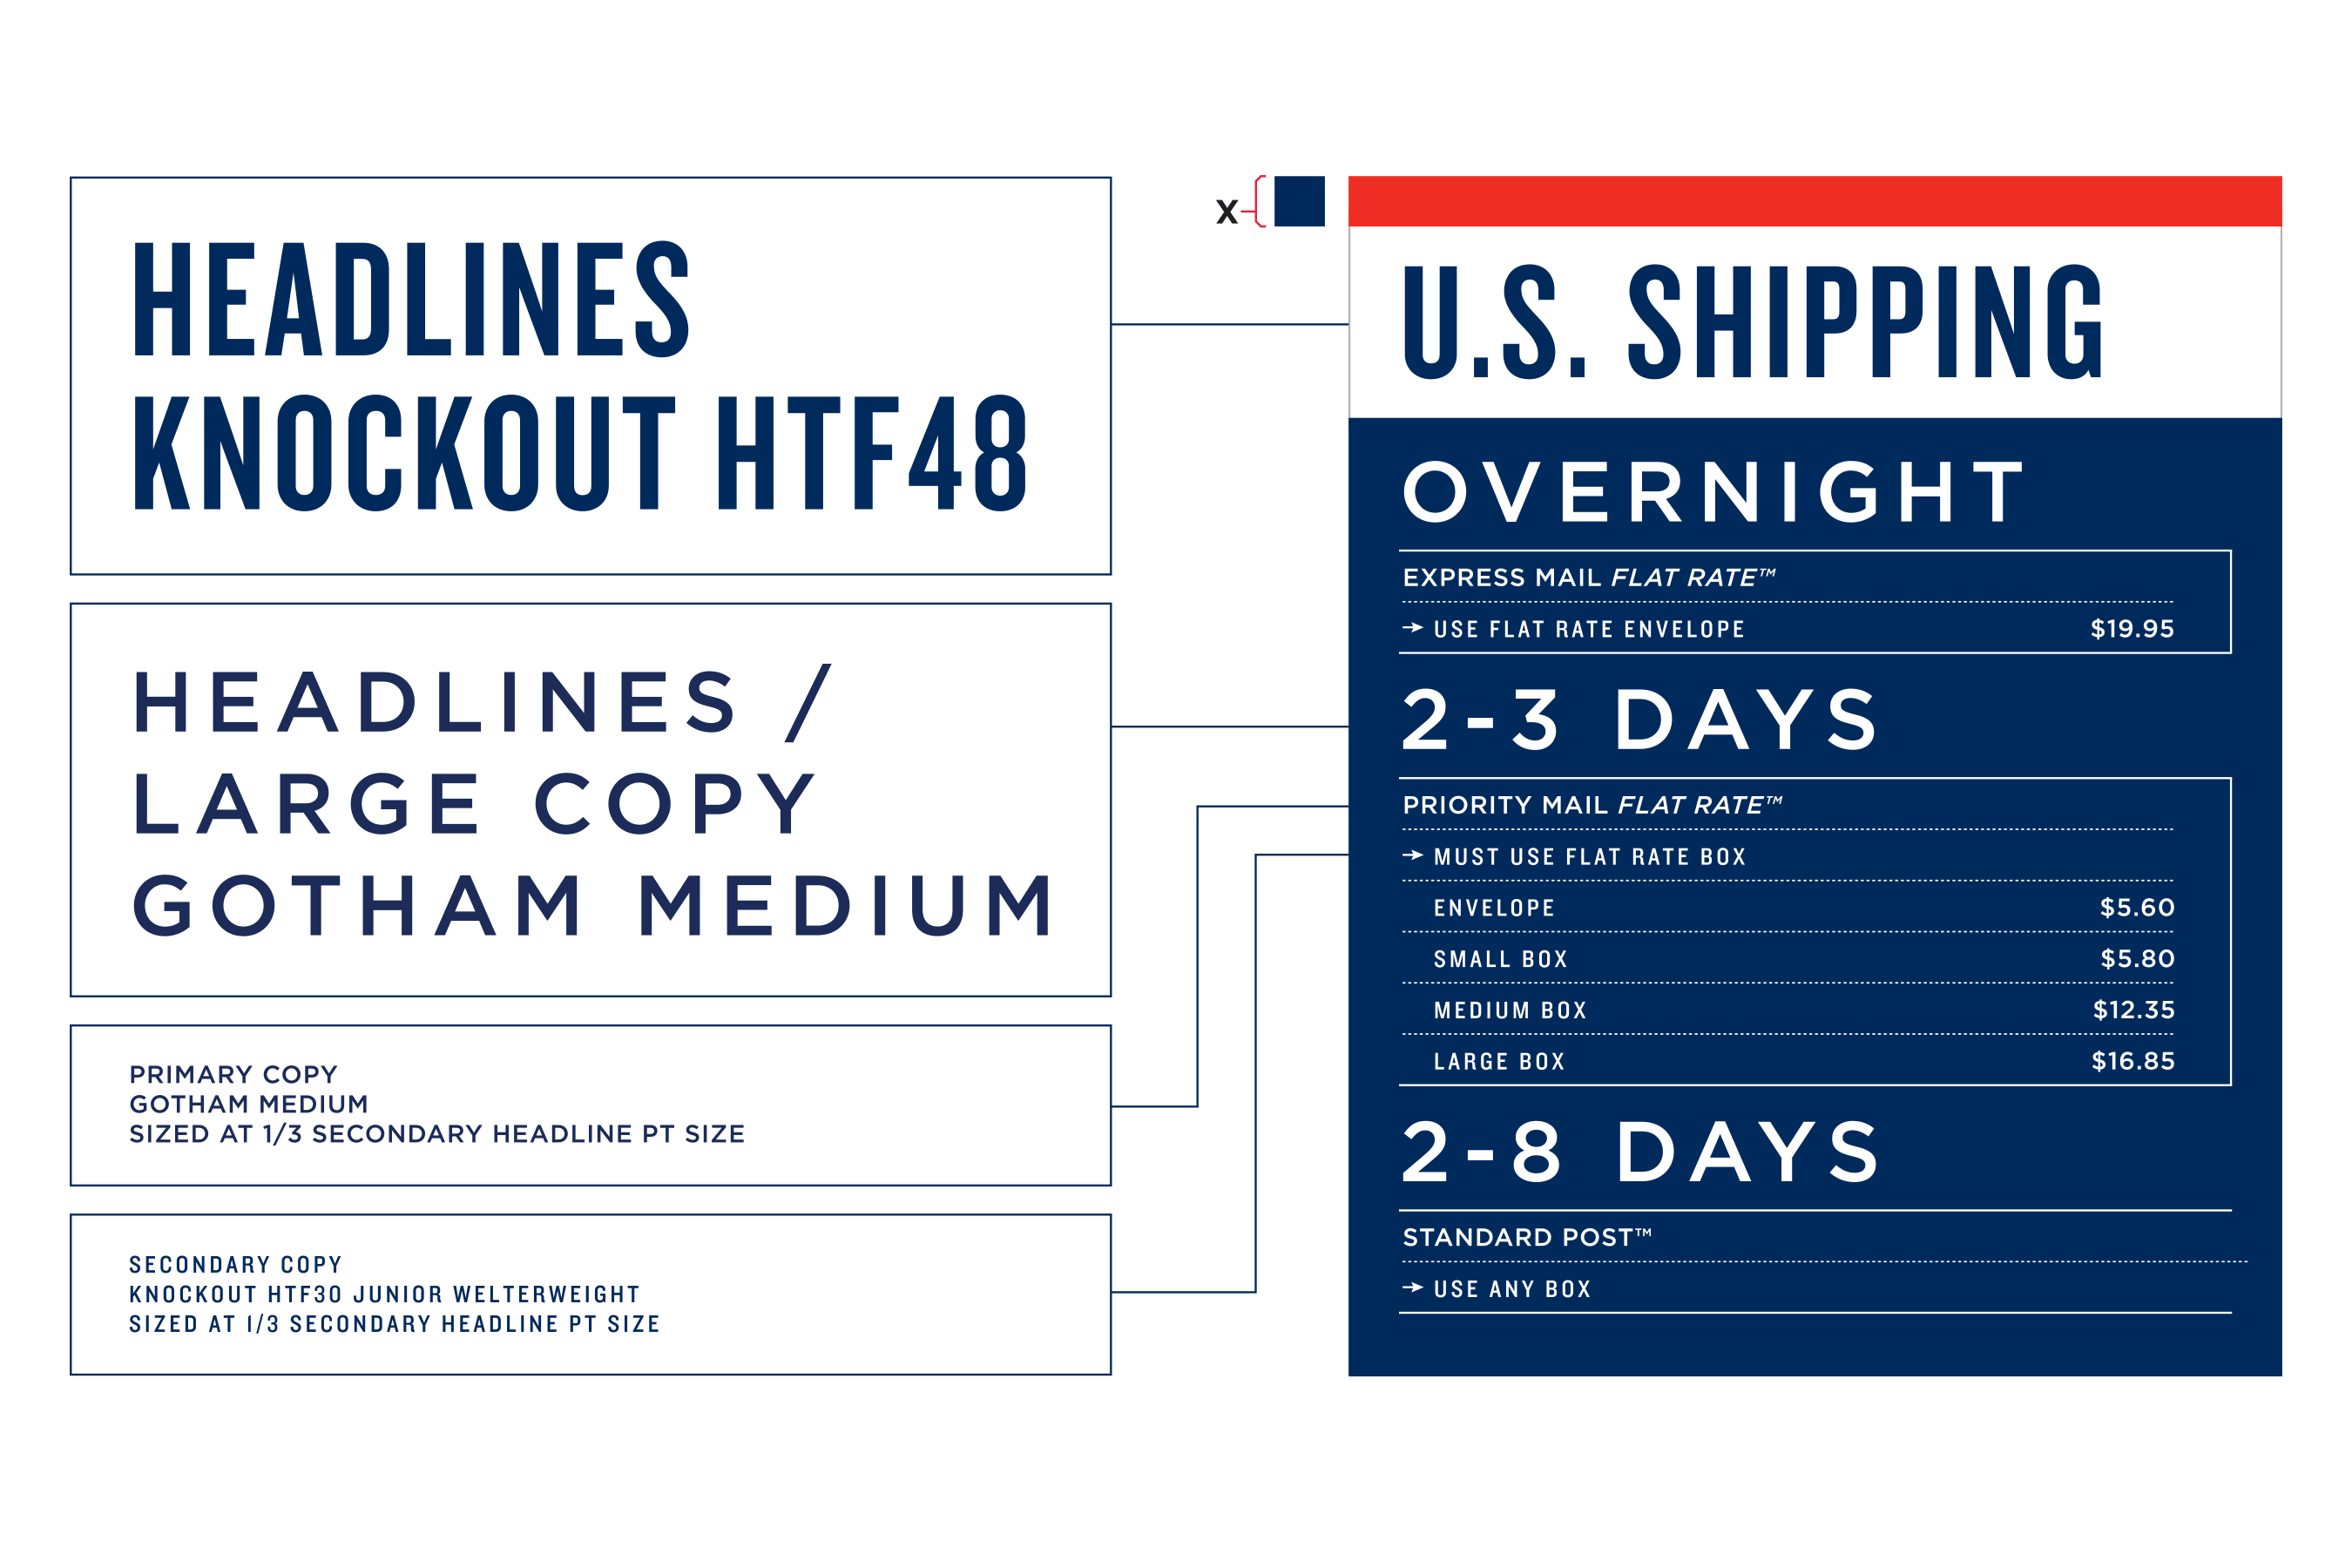 HEADLINES
KNOCKOUT HTF48
HEADLINES /
LARGE COPY
GOTHAM MEDIUM
PRIMARY COPY
GOTHAM MEDIUM
SIZED AT 1/3 SECONDARY HEADLINE PT SIZE
SECONDARY COPY
KNOCKOUT HTF30 JUNIOR WELTERWEIGHT
SIZED AT 1/3 SECONDARY HEADLINE PT SIZE
X
U.S. SHIPPING
OVERNIGHT
EXPRESS MAIL FLAT RATE™
→ USE FLAT RATE ENVELOPE $19.95
2-3 DAYS
PRIORITY MAIL FLAT RATE™
→ MUST USE FLAT RATE BOX
ENVELOPE $5.60
SMALL BOX $5.80
MEDIUM BOX $12.35
LARGE BOX $16.85
2-8 DAYS
STANDARD POST™
→ USE ANY BOX